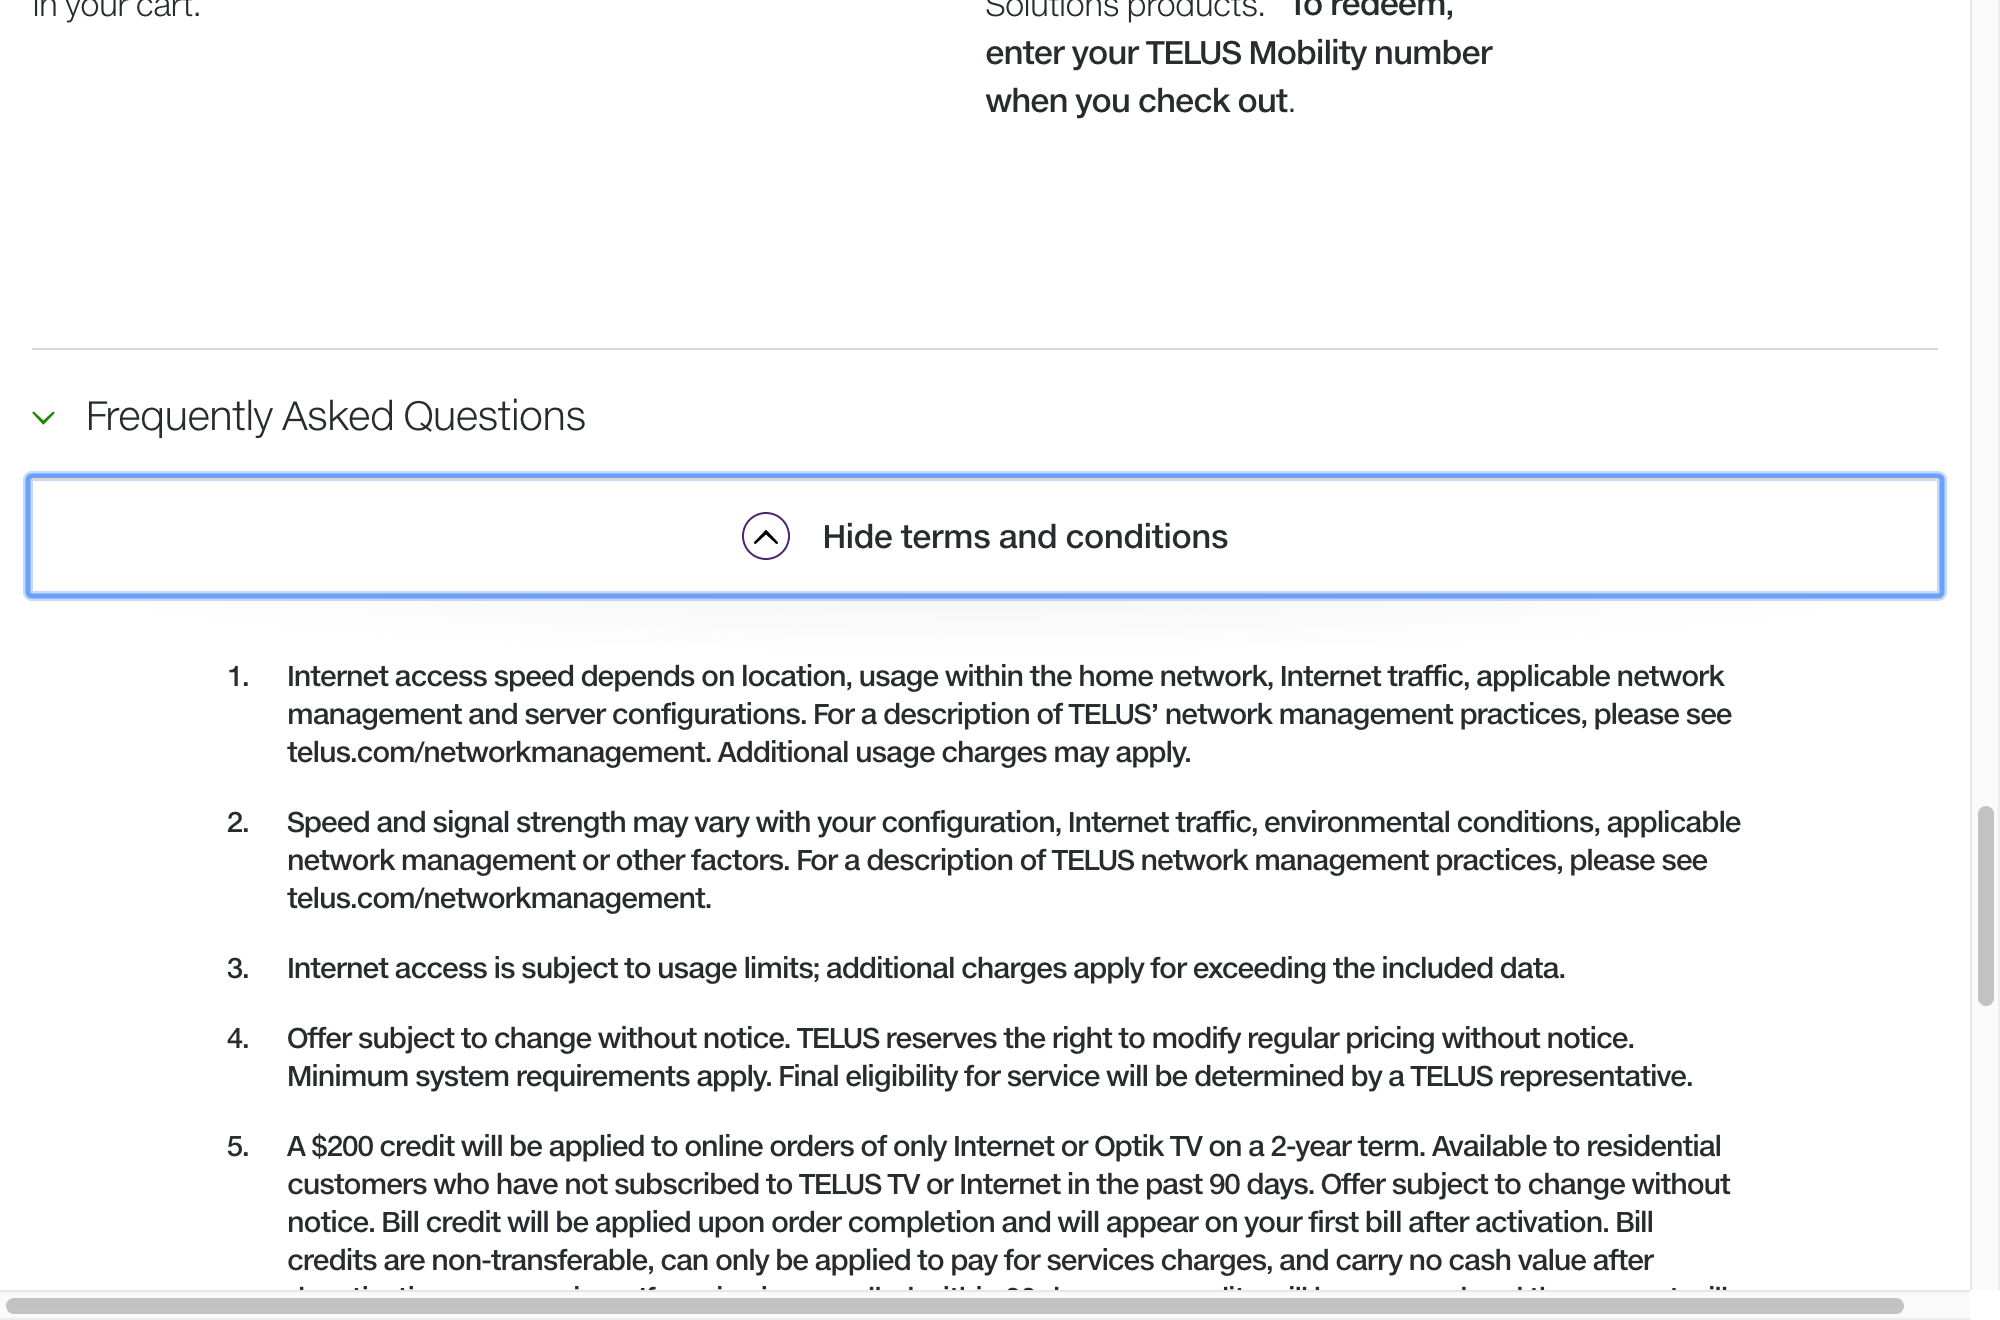 in your cart.
Solutions products. To redeem,
enter your TELUS Mobility number
when you check out.
Frequently Asked Questions
Hide terms and conditions
1. Internet access speed depends on location, usage within the home network, Internet traffic, applicable network
management and server configurations. For a description of TELUS’ network management practices, please see
telus.com/networkmanagement. Additional usage charges may apply.
2. Speed and signal strength may vary with your configuration, Internet traffic, environmental conditions, applicable
network management or other factors. For a description of TELUS network management practices, please see
telus.com/networkmanagement.
3. Internet access is subject to usage limits; additional charges apply for exceeding the included data.
4. Offer subject to change without notice. TELUS reserves the right to modify regular pricing without notice.
Minimum system requirements apply. Final eligibility for service will be determined by a TELUS representative.
5. A $200 credit will be applied to online orders of only Internet or Optik TV on a 2-year term. Available to residential
customers who have not subscribed to TELUS TV or Internet in the past 90 days. Offer subject to change without
notice. Bill credit will be applied upon order completion and will appear on your first bill after activation. Bill
credits are non-transferable, can only be applied to pay for services charges, and carry no cash value after